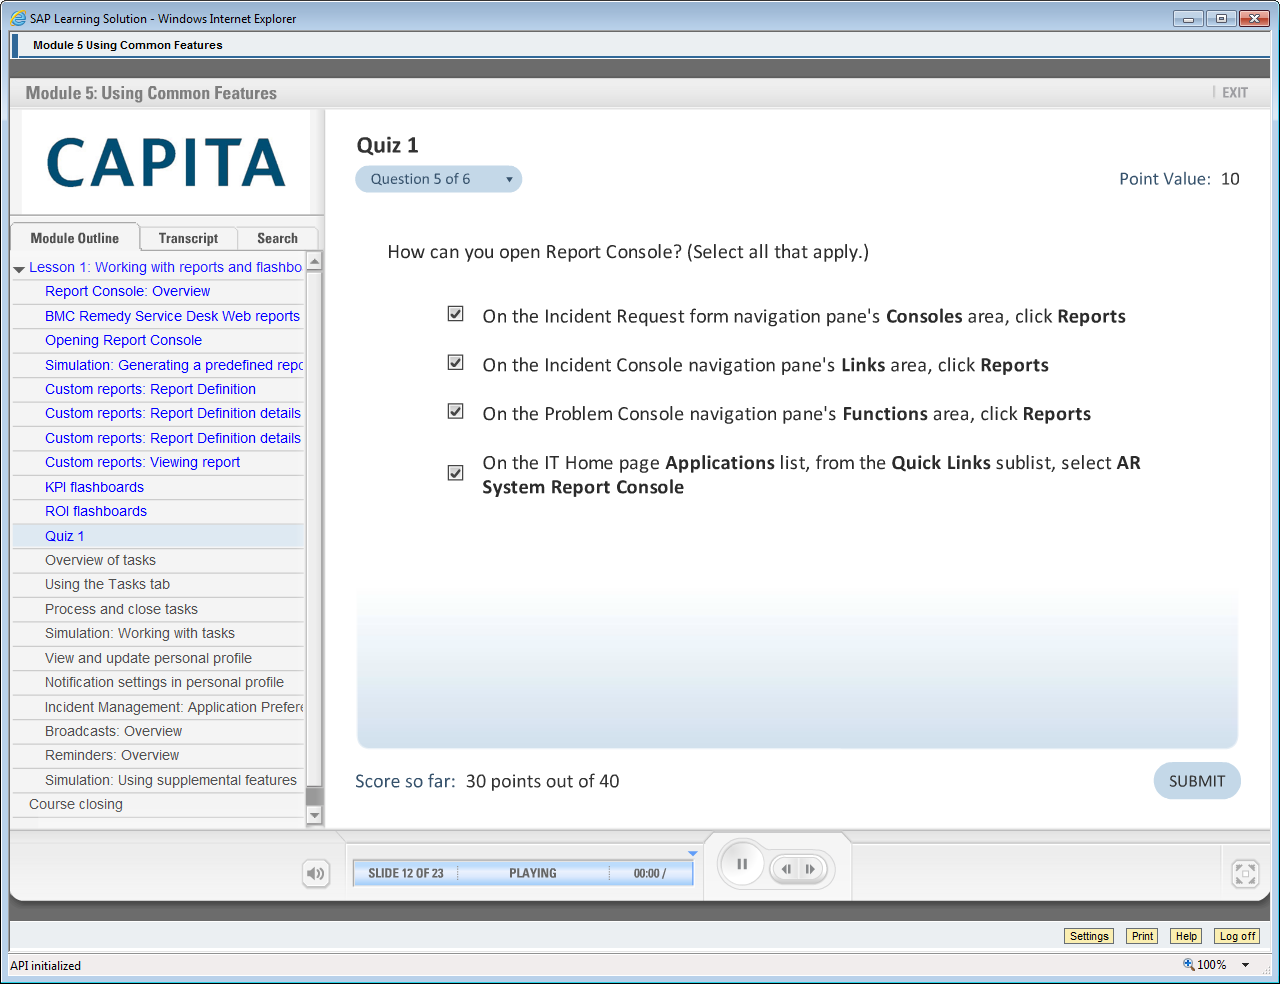 SAP Learning Solution - Windows Internet Explorer
Module 5 Using Common Features
Module 5: Using Common Features
EXIT
CAPITA
Module Outline
Transcript
Search
Lesson 1: Working with reports and flashbo
Report Console: Overview
BMC Remedy Service Desk Web reports
Opening Report Console
Simulation: Generating a predefined repo
Custom reports: Report Definition
Custom reports: Report Definition details
Custom reports: Report Definition details
Custom reports: Viewing report
KPI flashboards
ROI flashboards
Quiz 1
Overview of tasks
Using the Tasks tab
Process and close tasks
Simulation: Working with tasks
View and update personal profile
Notification settings in personal profile
Incident Management: Application Prefere
Broadcasts: Overview
Reminders: Overview
Simulation: Using supplemental features
Course closing
Quiz 1
Question 5 of 6
Point Value: 10
How can you open Report Console? (Select all that apply.)
On the Incident Request form navigation pane's Consoles area, click Reports
On the Incident Console navigation pane's Links area, click Reports
On the Problem Console navigation pane's Functions area, click Reports
On the IT Home page Applications list, from the Quick Links sublist, select AR
System Report Console
Score so far: 30 points out of 40
SUBMIT
SLIDE 12 OF 23
PLAYING
00:00 /
Settings
Print
Help
Log off
API initialized
100%